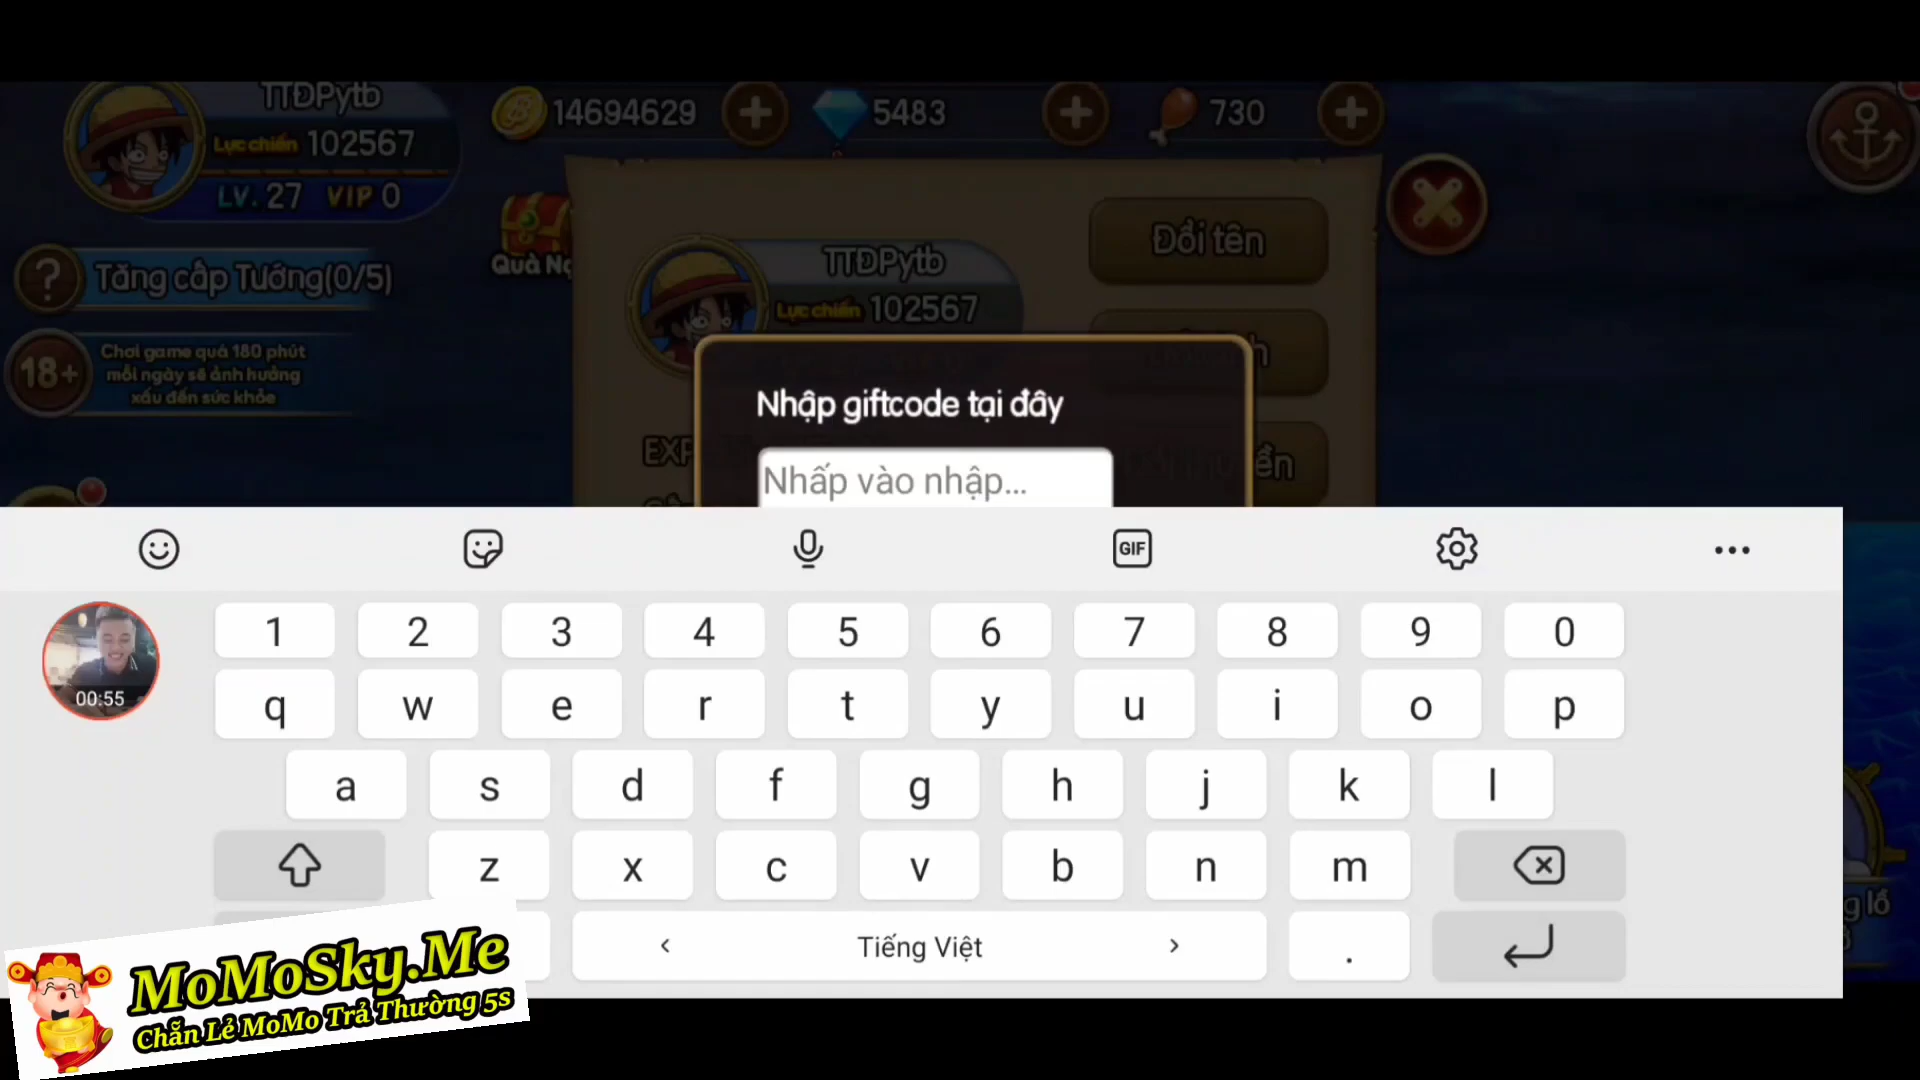 TTĐPytb
Lực chiến 102567
LV. 27 VIP 0
14694629
5483
730
Tăng cấp Tướng(0/5)
18+
Chơi game quá 180 phút
mỗi ngày sẽ ảnh hưởng
xấu đến sức khỏe
Quà
TTĐPytb
Lực chiến 102567
Đổi tên
EXP
Nhập giftcode tại đây
Nhấp vào nhập...
GIF
00:55
1 2 3 4 5 6 7 8 9 0
q w e r t y u i o p
a s d f g h j k l
z x c v b n m
< Tiếng Việt > .
MoMoSky.Me
Chẵn Lẻ MoMo Trả Thưởng 5s